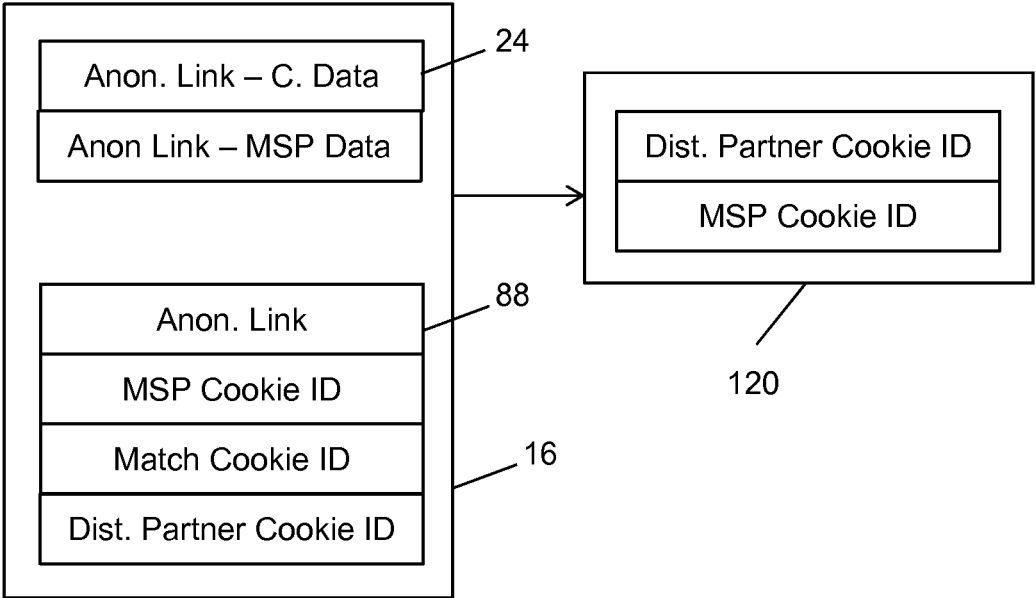 24
Anon. Link – C. Data
Anon Link – MSP Data
Dist. Partner Cookie ID
MSP Cookie ID
88
Anon. Link
MSP Cookie ID
120
Match Cookie ID
16
Dist. Partner Cookie ID